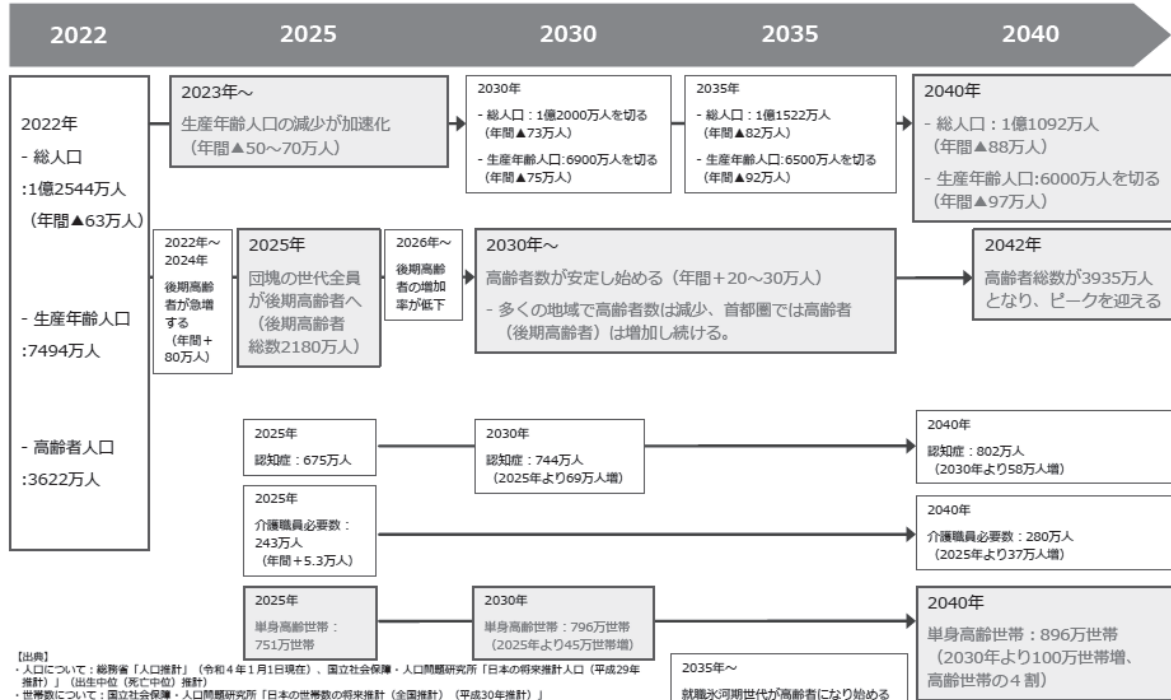 2022
2025
2030
2035
2040
2022年
- 総人口
:1億2544万人
（年間▲63万人）
- 生産年齢人口
:7494万人
- 高齢者人口
:3622万人
2023年～
生産年齢人口の減少が加速化
（年間▲50～70万人）
2030年
- 総人口：1億2000万人を切る
（年間▲73万人）
- 生産年齢人口:6900万人を切る
（年間▲75万人）
2035年
- 総人口：1億1522万人
（年間▲82万人）
- 生産年齢人口:6500万人を切る
（年間▲92万人）
2040年
- 総人口：1億1092万人
（年間▲88万人）
- 生産年齢人口:6000万人を切る
（年間▲97万人）
2022年～
2024年
後期高齢
者が急増
する
（年間＋
80万人）
2025年
団塊の世代全員
が後期高齢者へ
（後期高齢者
総数2180万人）
2026年～
後期高齢
者の増加
率が低下
2030年～
高齢者数が安定し始める（年間＋20～30万人）
- 多くの地域で高齢者数は減少、首都圏では高齢者
（後期高齢者）は増加し続ける。
2042年
高齢者総数が3935万人
となり、ピークを迎える
2025年
認知症：675万人
2030年
認知症：744万人
（2025年より69万人増）
2040年
認知症：802万人
（2030年より58万人増）
2025年
介護職員必要数：
243万人
（年間＋5.3万人）
2040年
介護職員必要数：280万人
（2025年より37万人増）
2025年
単身高齢世帯：
751万世帯
2030年
単身高齢世帯：796万世帯
（2025年より45万世帯増）
2040年
単身高齢世帯：896万世帯
（2030年より100万世帯増、
高齢世帯の４割）
2035年～
就職氷河期世代が高齢者になり始める
【出典】
・人口について：総務省「人口推計」（令和４年１月１日現在）、国立社会保障・人口問題研究所「日本の将来推計人口（平成29年
推計）」（出生中位（死亡中位）推計）
・世帯数について：国立社会保障・人口問題研究所「日本の世帯数の将来推計（全国推計）（平成30年推計）」